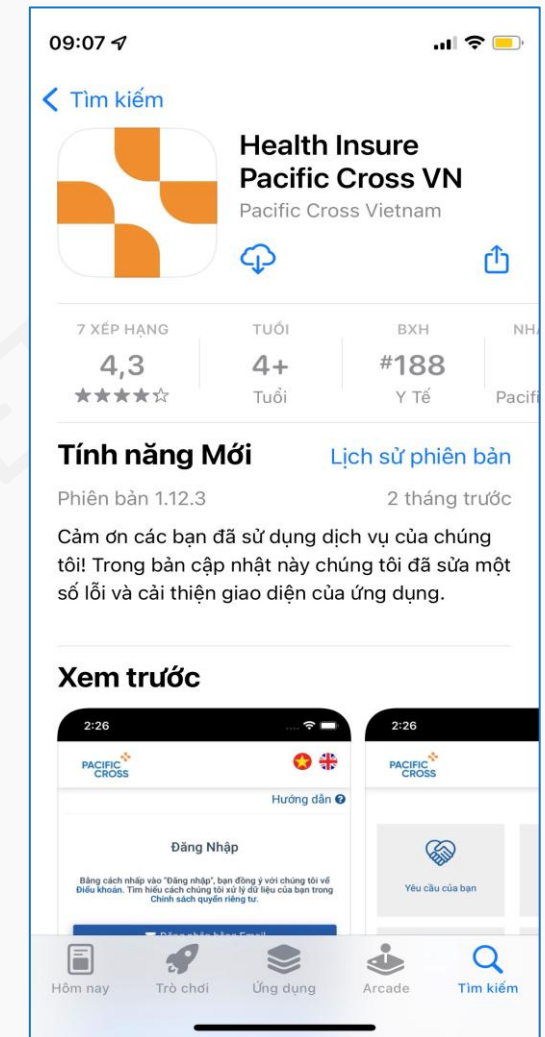 09:07
Tìm kiếm
Health Insure
Pacific Cross VN
Pacific Cross Vietnam
7 XẾP HẠNG
TUỔI
BXH
4,3
4+
#188
Tuổi
Y Tế
Pacifi
Tính năng Mới
Lịch sử phiên bản
Phiên bản 1.12.3
2 tháng trước
Cảm ơn các bạn đã sử dụng dịch vụ của chúng
tôi! Trong bản cập nhật này chúng tôi đã sửa một
số lỗi và cải thiện giao diện của ứng dụng.
Xem trước
2:26
PACIFIC
CROSS
Hướng dẫn
Đăng Nhập
Bằng cách nhấp vào "Đăng nhập", bạn đồng ý với chúng tôi về
Điều khoản. Tìm hiểu cách chúng tôi xử lý dữ liệu của bạn trong
Chính sách quyền riêng tư.
Đăng nhập bằng Email
2:26
PACIFIC
CROSS
Yêu cầu của bạn
Hôm nay
Trò chơi
Ứng dụng
Arcade
Tìm kiếm